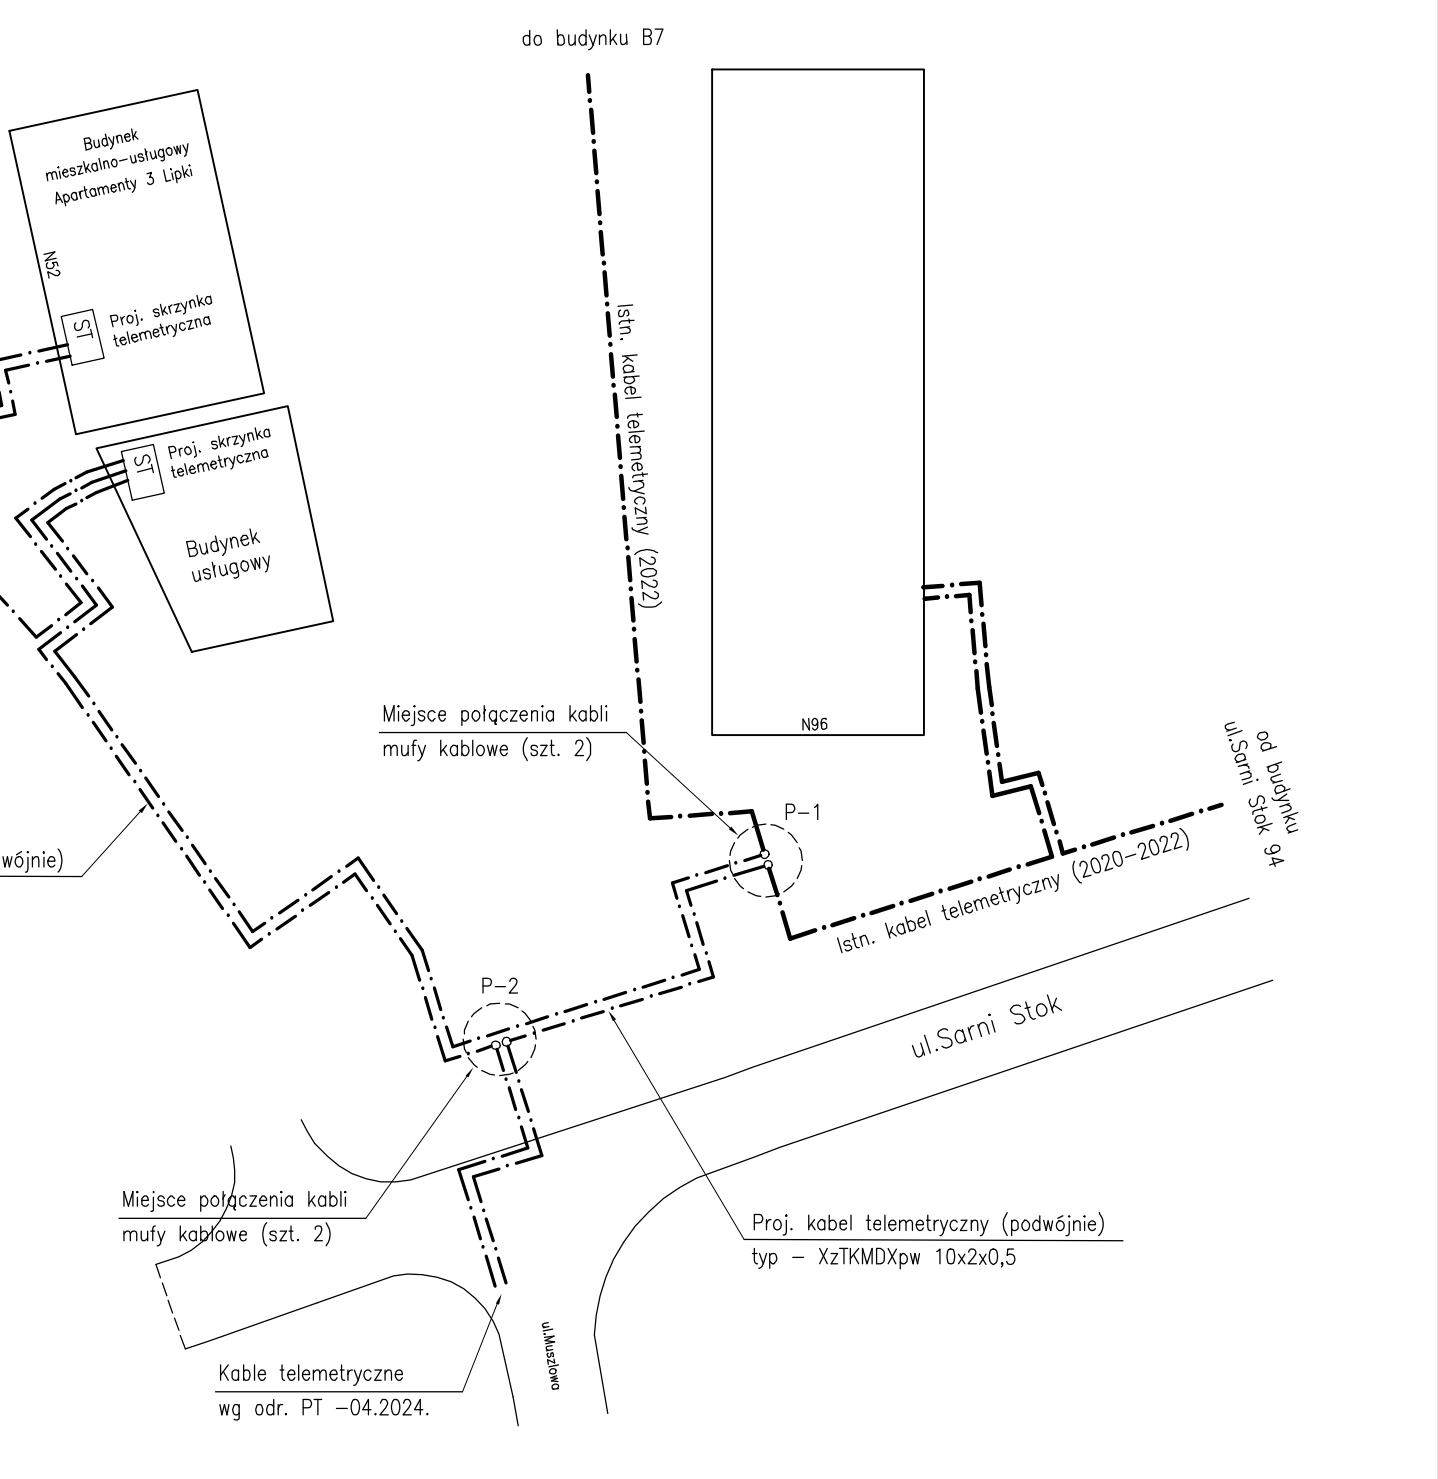 do budynku B7
Budynek
mieszkalno-usługowy
Apartamenty 3 Lipki
N52
ST
Proj. skrzynka
telemetryczna
Istn. kabel telemetryczny (2022)
ST
Proj. skrzynka
telemetryczna
Budynek
usługowy
Miejsce połączenia kabli
mufy kablowe (szt. 2)
N96
P-1
od budynku
ul.Sarni Stok 94
Istn. kabel telemetryczny (2020-2022)
wójnie)
P-2
ul.Sarni Stok
Miejsce połączenia kabli
mufy kablowe (szt. 2)
Proj. kabel telemetryczny (podwójnie)
typ - XzTKMDXpw 10x2x0,5
ul.Muszlowa
Kable telemetryczne
wg odr. PT -04.2024.